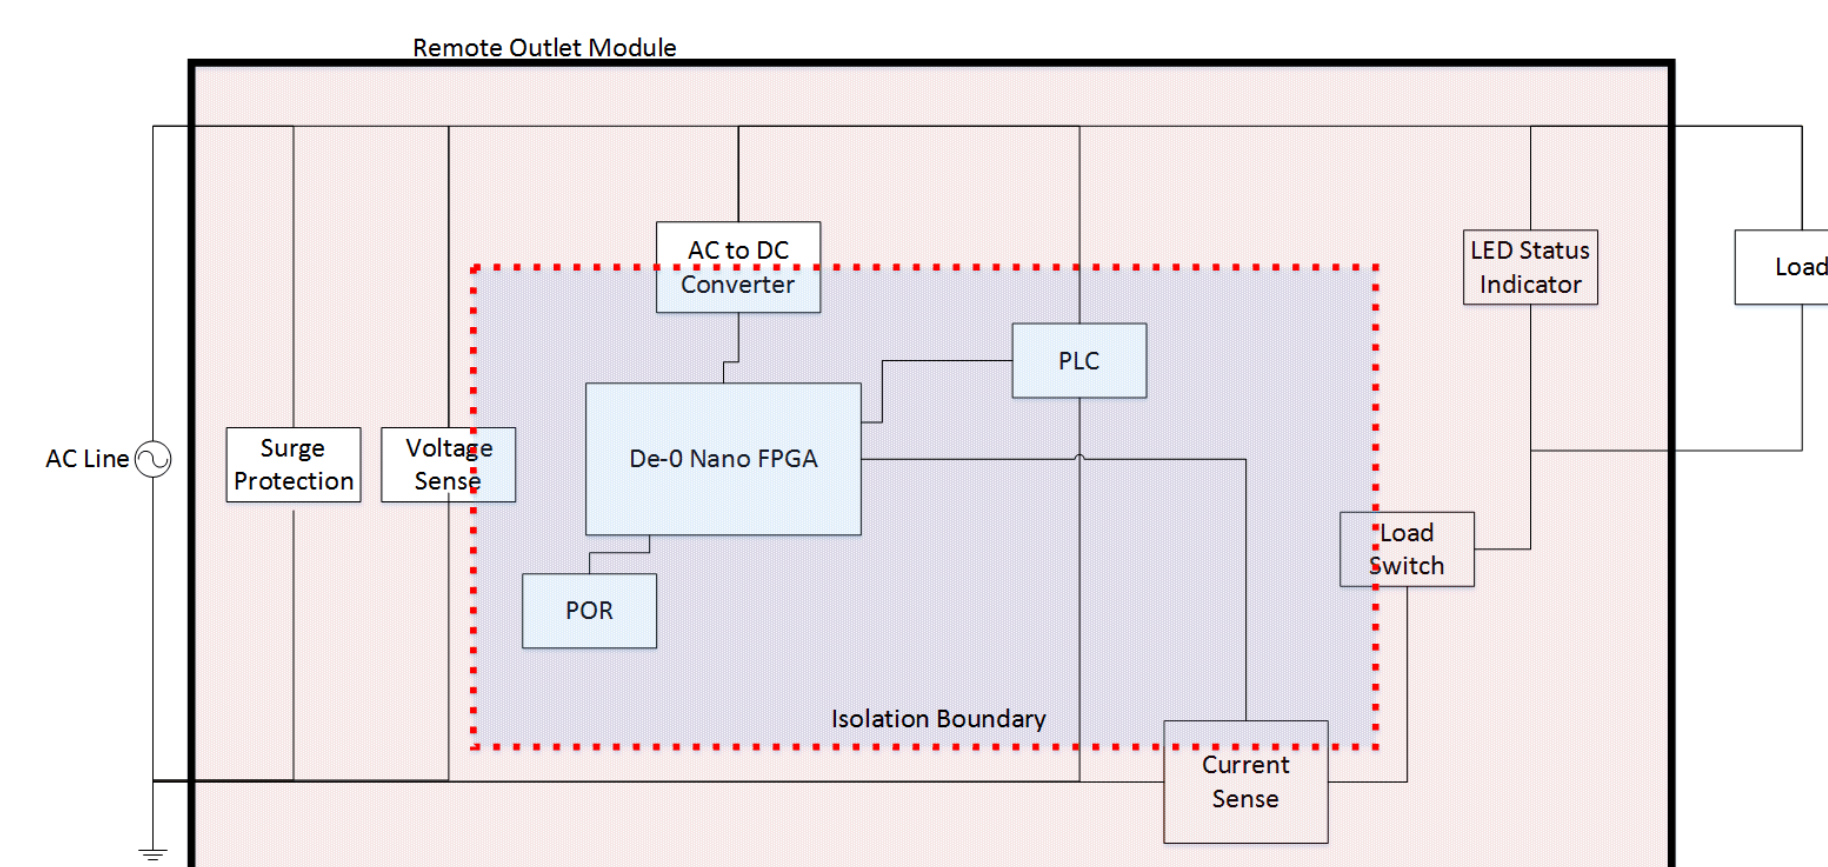 Remote Outlet Module
AC to DC
Converter
LED Status
Indicator
Load
PLC
AC Line
Surge
Protection
Voltage
Sense
De-0 Nano FPGA
Load
Switch
POR
Isolation Boundary
Current
Sense